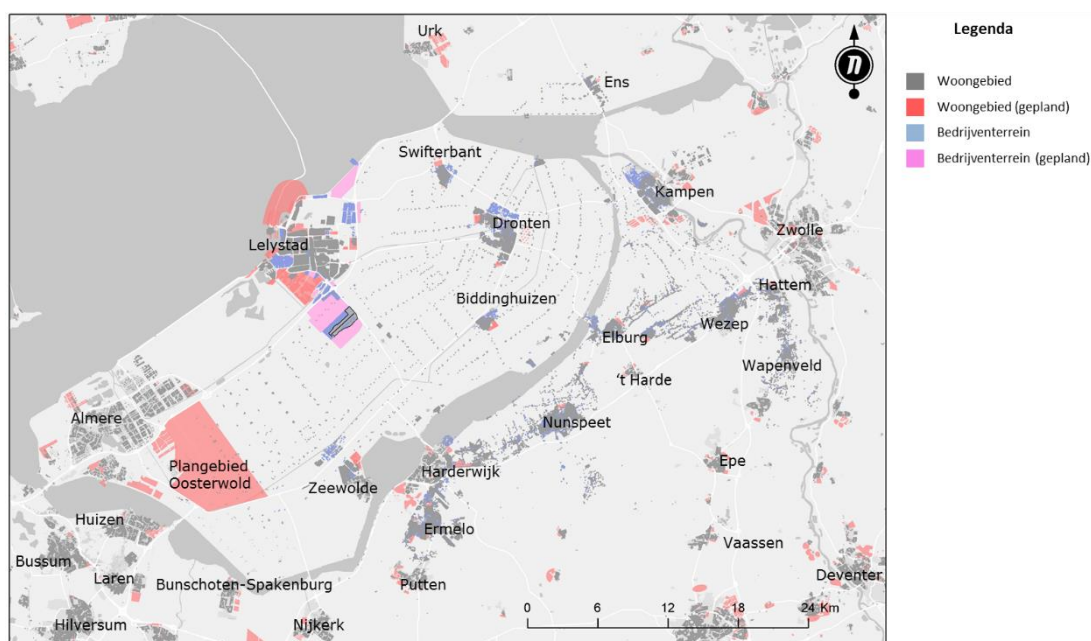 Legenda
Woongebied
Woongebied (gepland)
Bedrijventerrein
Bedrijventerrein (gepland)
n
Urk
Ens
Swifterbant
Kampen
Dronten
Zwolle
Lelystad
Hattem
Biddinghuizen
Wezep
Elburg
Wapenveld
't Harde
Almere
Nunspeet
Plangebied
Oosterwold
Epe
Harderwijk
Zeewolde
Huizen
Ermelo
Vaassen
Bussum
Laren
Bunschoten-Spakenburg
Putten
Deventer
Hilversum
Nijkerk
0 6 12 18 24 Km